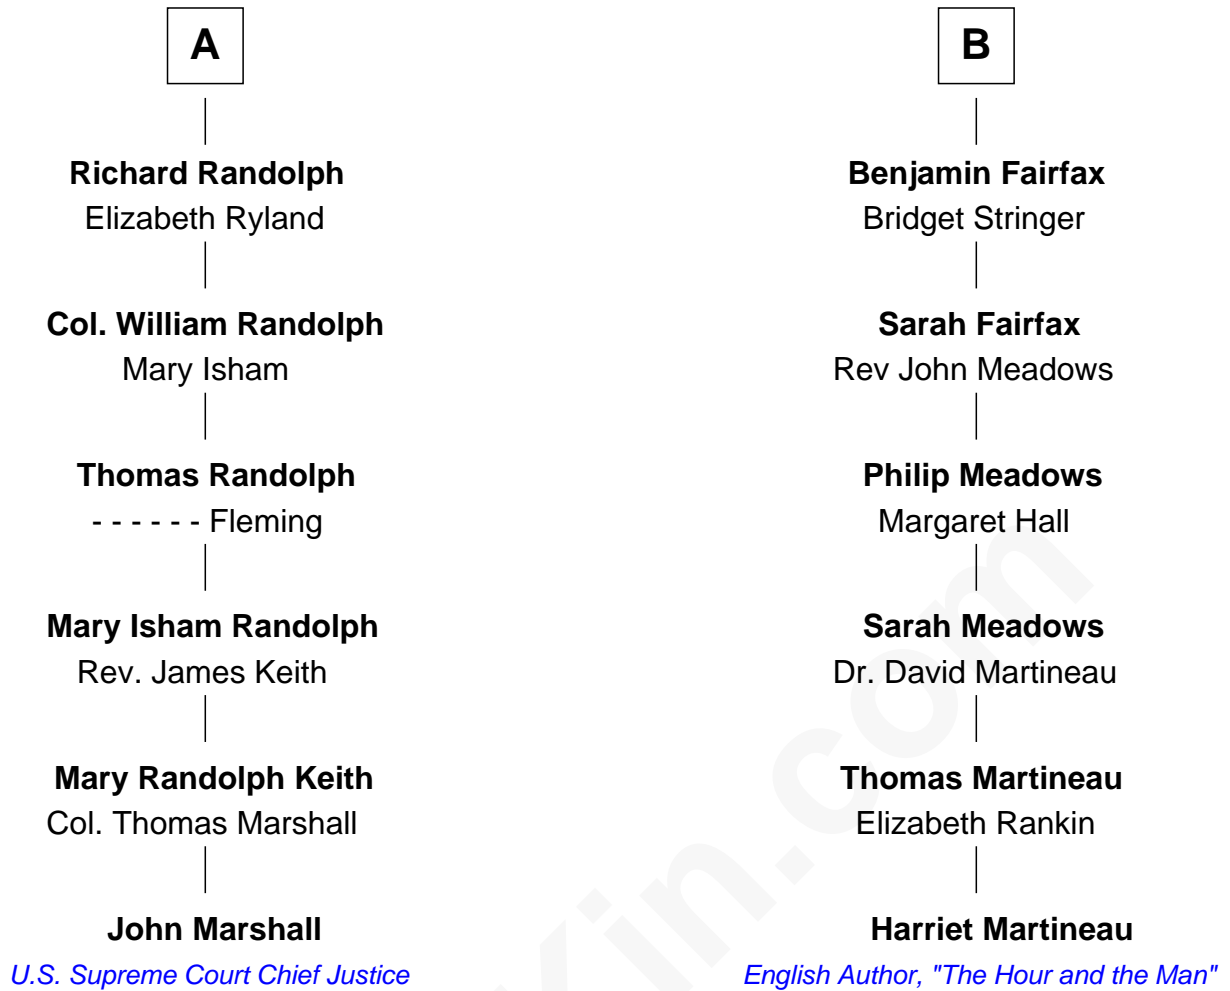 A
B
Richard Randolph
Elizabeth Ryland
Benjamin Fairfax
Bridget Stringer
Col. William Randolph
Mary Isham
Sarah Fairfax
Rev John Meadows
Thomas Randolph
- - - - - - Fleming
Philip Meadows
Margaret Hall
Mary Isham Randolph
Rev. James Keith
Sarah Meadows
Dr. David Martineau
Mary Randolph Keith
Col. Thomas Marshall
Thomas Martineau
Elizabeth Rankin
John Marshall
U.S. Supreme Court Chief Justice
Harriet Martineau
English Author, "The Hour and the Man"
Kin.com